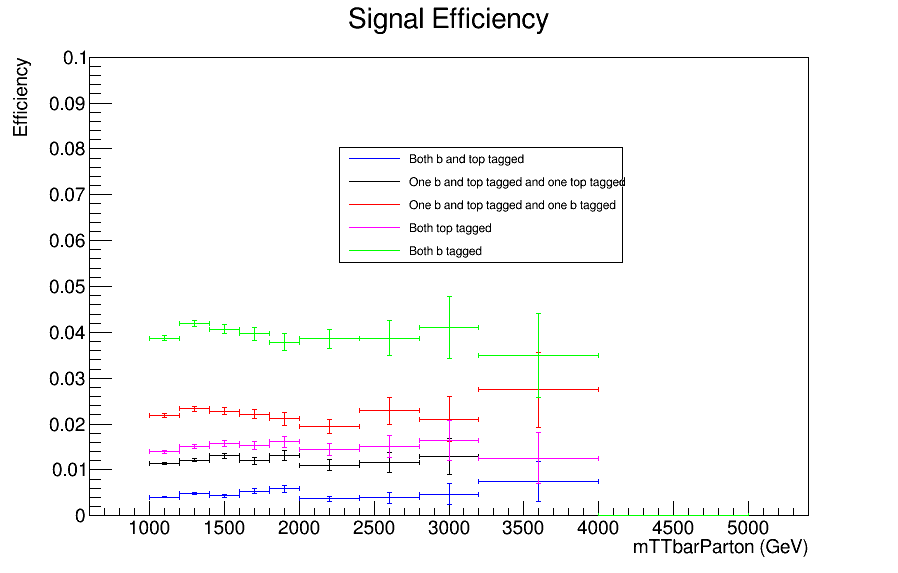 Signal Efficiency
Efficiency
0.1
0.09
0.08
0.07
0.06
0.05
0.04
0.03
0.02
0.01
0
Both b and top tagged
One b and top tagged and one top tagged
One b and top tagged and one b tagged
Both top tagged
Both b tagged
1000 1500 2000 2500 3000 3500 4000 4500 5000
mTTbarParton (GeV)